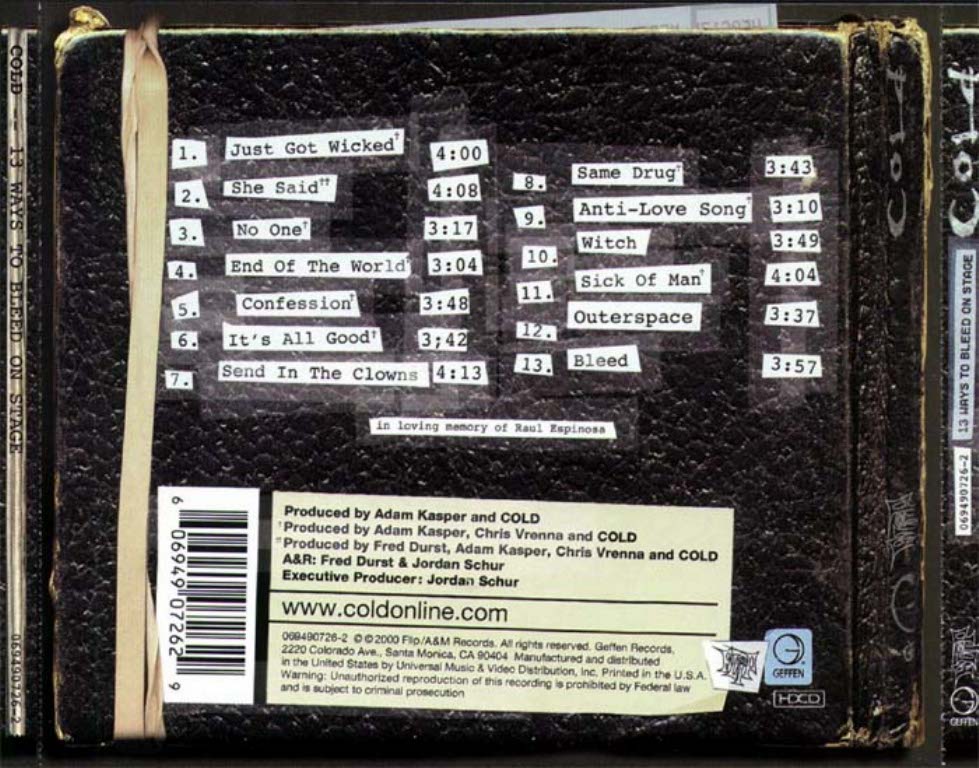 COLD – 13 WAYS TO BLEED ON STAGE
069490726-2
1. Just Got Wicked† 4:00
2. She Said†† 4:08
3. No One† 3:17
4. End Of The World† 3:04
5. Confession† 3:48
6. It's All Good† 3;42
7. Send In The Clowns 4:13
8. Same Drug† 3:43
9. Anti-Love Song† 3:10
10. Witch 3:49
11. Sick Of Man† 4:04
12. Outerspace 3:37
13. Bleed 3:57
in loving memory of Raul Espinosa
6 06949 07262 9
Produced by Adam Kasper and COLD
†Produced by Adam Kasper, Chris Vrenna and COLD
††Produced by Fred Durst, Adam Kasper, Chris Vrenna and COLD
A&R: Fred Durst & Jordan Schur
Executive Producer: Jordan Schur
www.coldonline.com
069490726-2 ℗ © 2000 Flip/A&M Records. All rights reserved. Geffen Records,
2220 Colorado Ave., Santa Monica, CA 90404 Manufactured and distributed
in the United States by Universal Music & Video Distribution, Inc. Printed in the U.S.A.
Warning: Unauthorized reproduction of this recording is prohibited by Federal law
and is subject to criminal prosecution
GEFFEN
HDCD
Cold
Cold
13 WAYS TO BLEED ON STAGE
069490726-2
GEFFEN